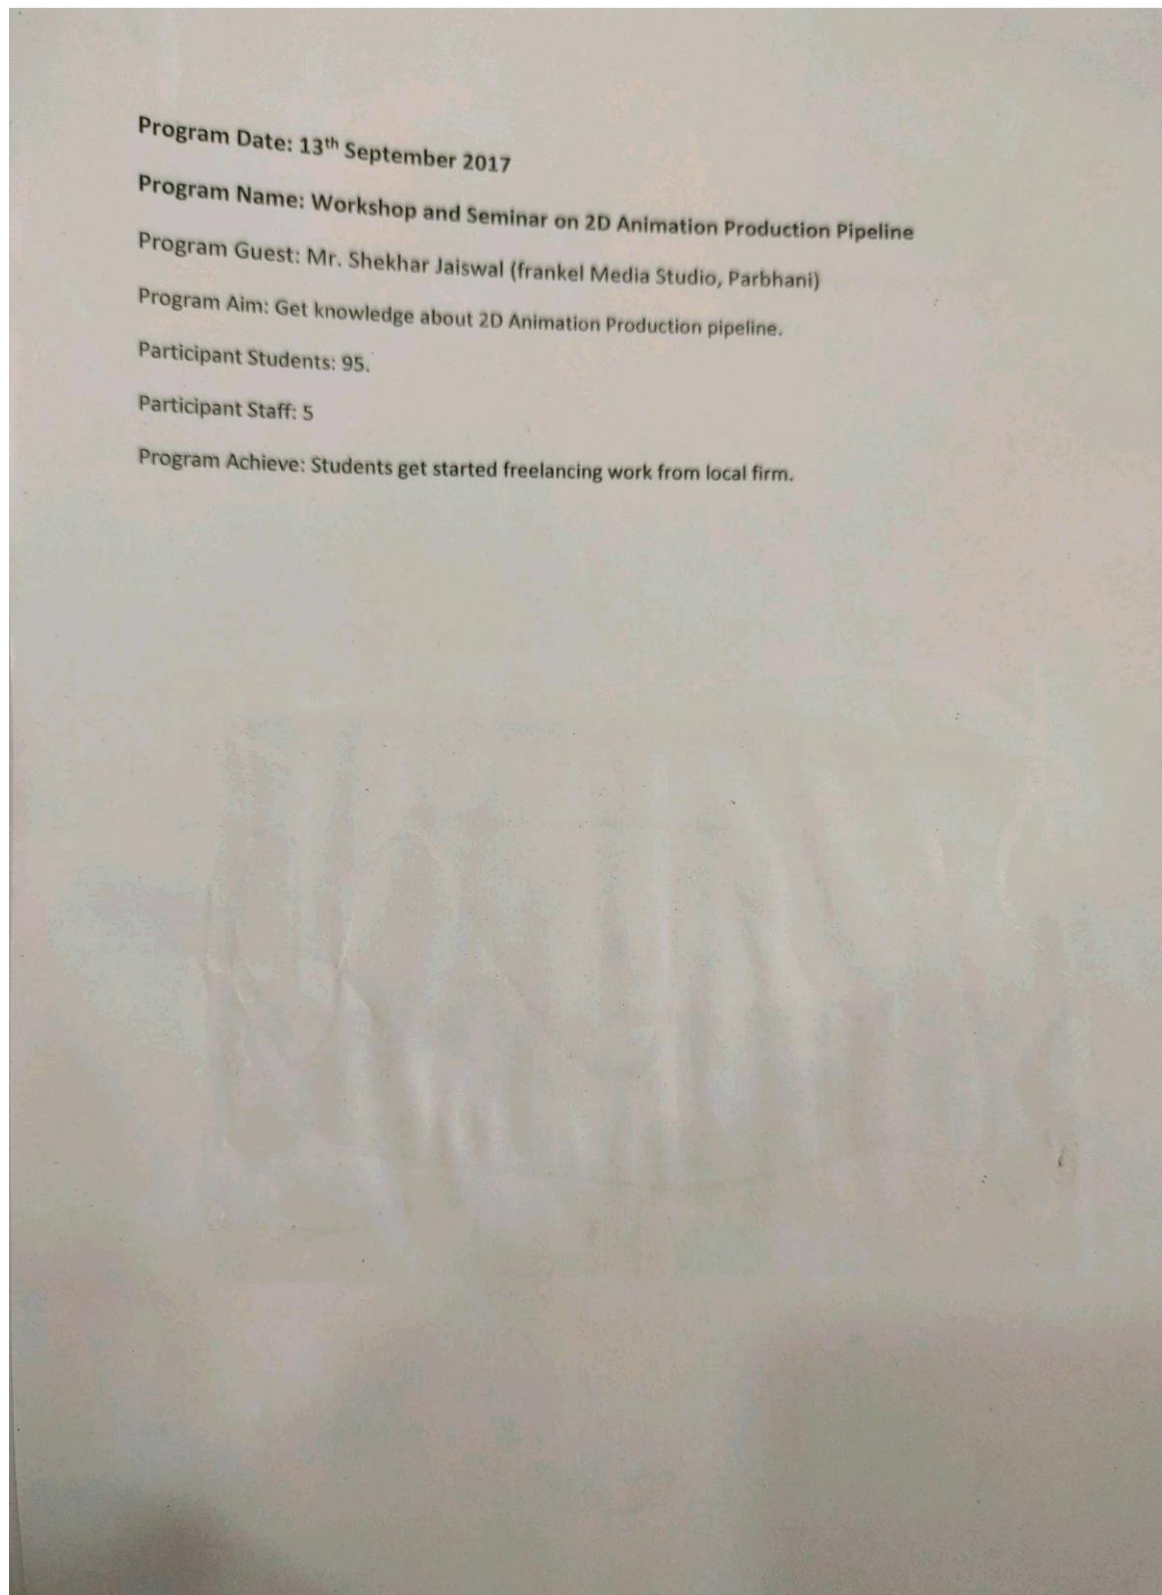 Program Date: 13th September 2017
Program Name: Workshop and Seminar on 2D Animation Production Pipeline
Program Guest: Mr. Shekhar Jaiswal (frankel Media Studio, Parbhani)
Program Aim: Get knowledge about 2D Animation Production pipeline.
Participant Students: 95.
Participant Staff: 5
Program Achieve: Students get started freelancing work from local firm.